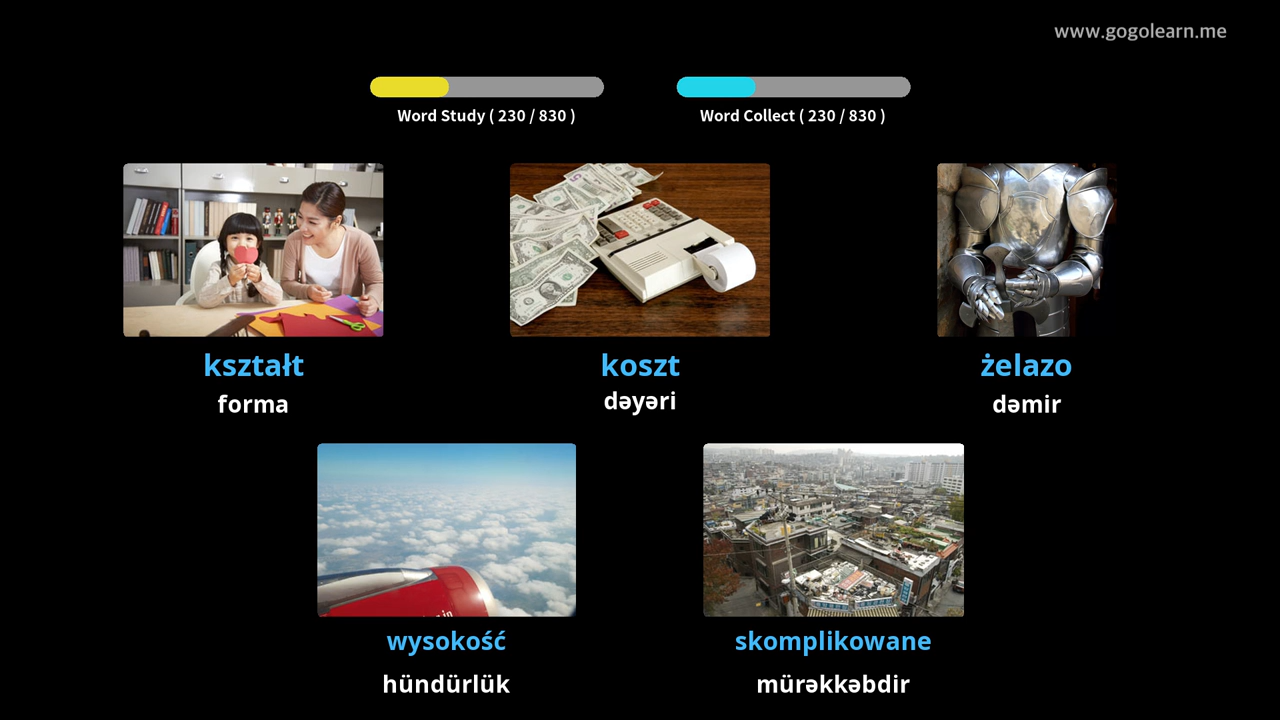 www.gogolearn.me
Word Study ( 230 / 830 )
Word Collect ( 230 / 830 )
kształt
koszt
żelazo
forma
dəyəri
dəmir
wysokość
skomplikowane
hündürlük
mürəkkəbdir